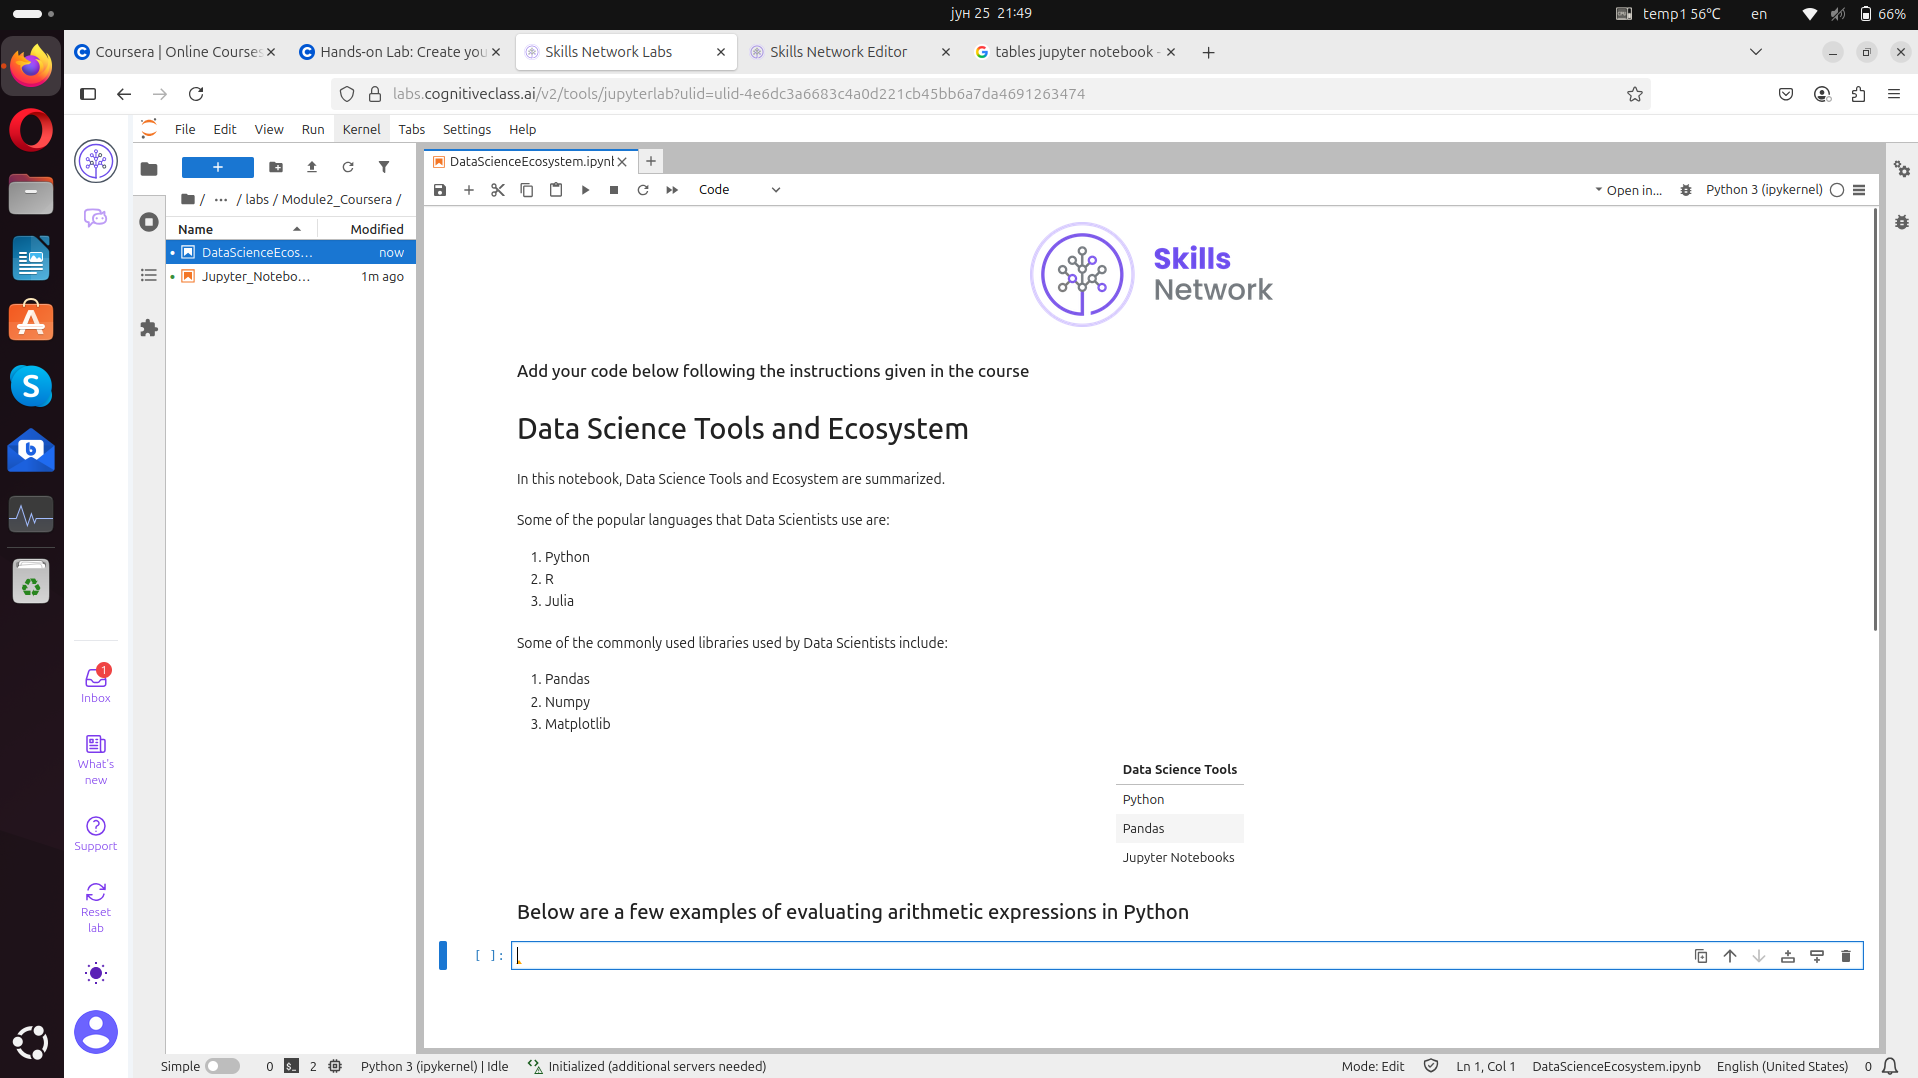 јун 25 21:49
temp1 56°C
en
66%
Coursera | Online Courses
Hands-on Lab: Create you
Skills Network Labs
Skills Network Editor
tables jupyter notebook -
labs.cognitiveclass.ai/v2/tools/jupyterlab?ulid=ulid-4e6dc3a6683c4a0d221cb45bb6a7da4691263474
File Edit View Run Kernel Tabs Settings Help
DataScienceEcosystem.ipynb
/ ··· / labs / Module2_Coursera /
Code
Open in...
Python 3 (ipykernel)
Name Modified
DataScienceEcos... now
Jupyter_Notebo... 1m ago
Skills
Network
Add your code below following the instructions given in the course
Data Science Tools and Ecosystem
In this notebook, Data Science Tools and Ecosystem are summarized.
Some of the popular languages that Data Scientists use are:
1. Python
2. R
3. Julia
Some of the commonly used libraries used by Data Scientists include:
1. Pandas
2. Numpy
3. Matplotlib
Data Science Tools
Python
Pandas
Jupyter Notebooks
Below are a few examples of evaluating arithmetic expressions in Python
[ ]:
1
Inbox
What's
new
Support
Reset
lab
Simple 0 2 Python 3 (ipykernel) | Idle Initialized (additional servers needed)
Mode: Edit Ln 1, Col 1 DataScienceEcosystem.ipynb English (United States) 0